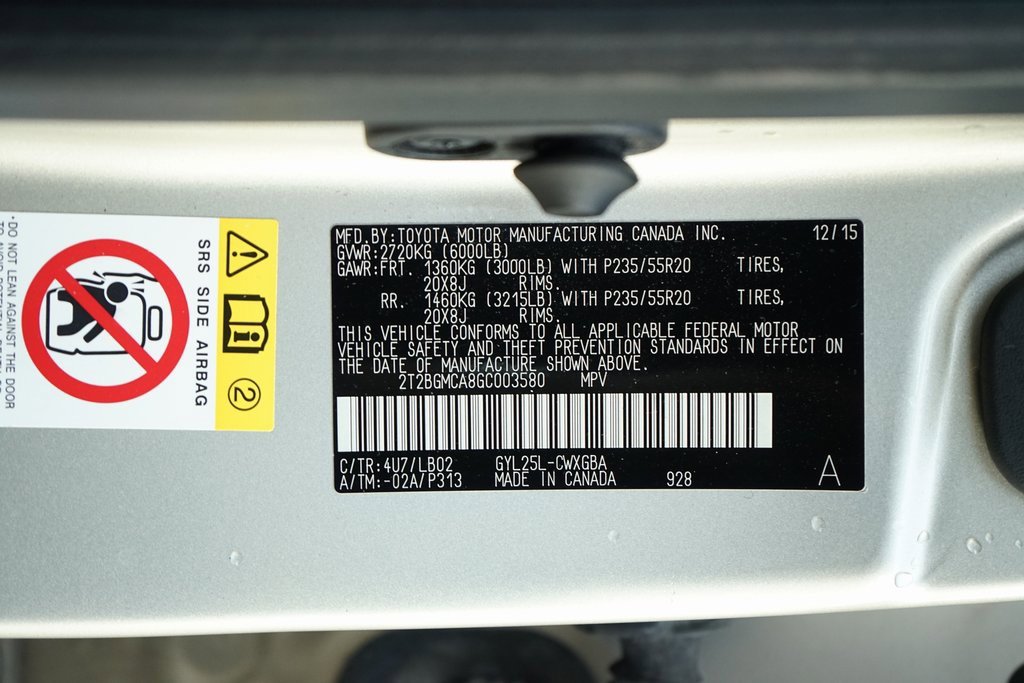 MFD.BY:TOYOTA MOTOR MANUFACTURING CANADA INC. 12/15
GVWR:2720KG (6000LB)
GAWR:FRT. 1360KG (3000LB) WITH P235/55R20 TIRES,
20X8J RIMS.
RR. 1460KG (3215LB) WITH P235/55R20 TIRES,
20X8J RIMS.
THIS VEHICLE CONFORMS TO ALL APPLICABLE FEDERAL MOTOR
VEHICLE SAFETY AND THEFT PREVENTION STANDARDS IN EFFECT ON
THE DATE OF MANUFACTURE SHOWN ABOVE.
2T2BGMCA8GC003580 MPV
C/TR:4U7/LB02 GYL25L-CWXGBA
A/TM:-02A/P313 MADE IN CANADA 928 A
2
SRS SIDE AIRBAG
·DO NOT LEAN AGAINST THE DOOR